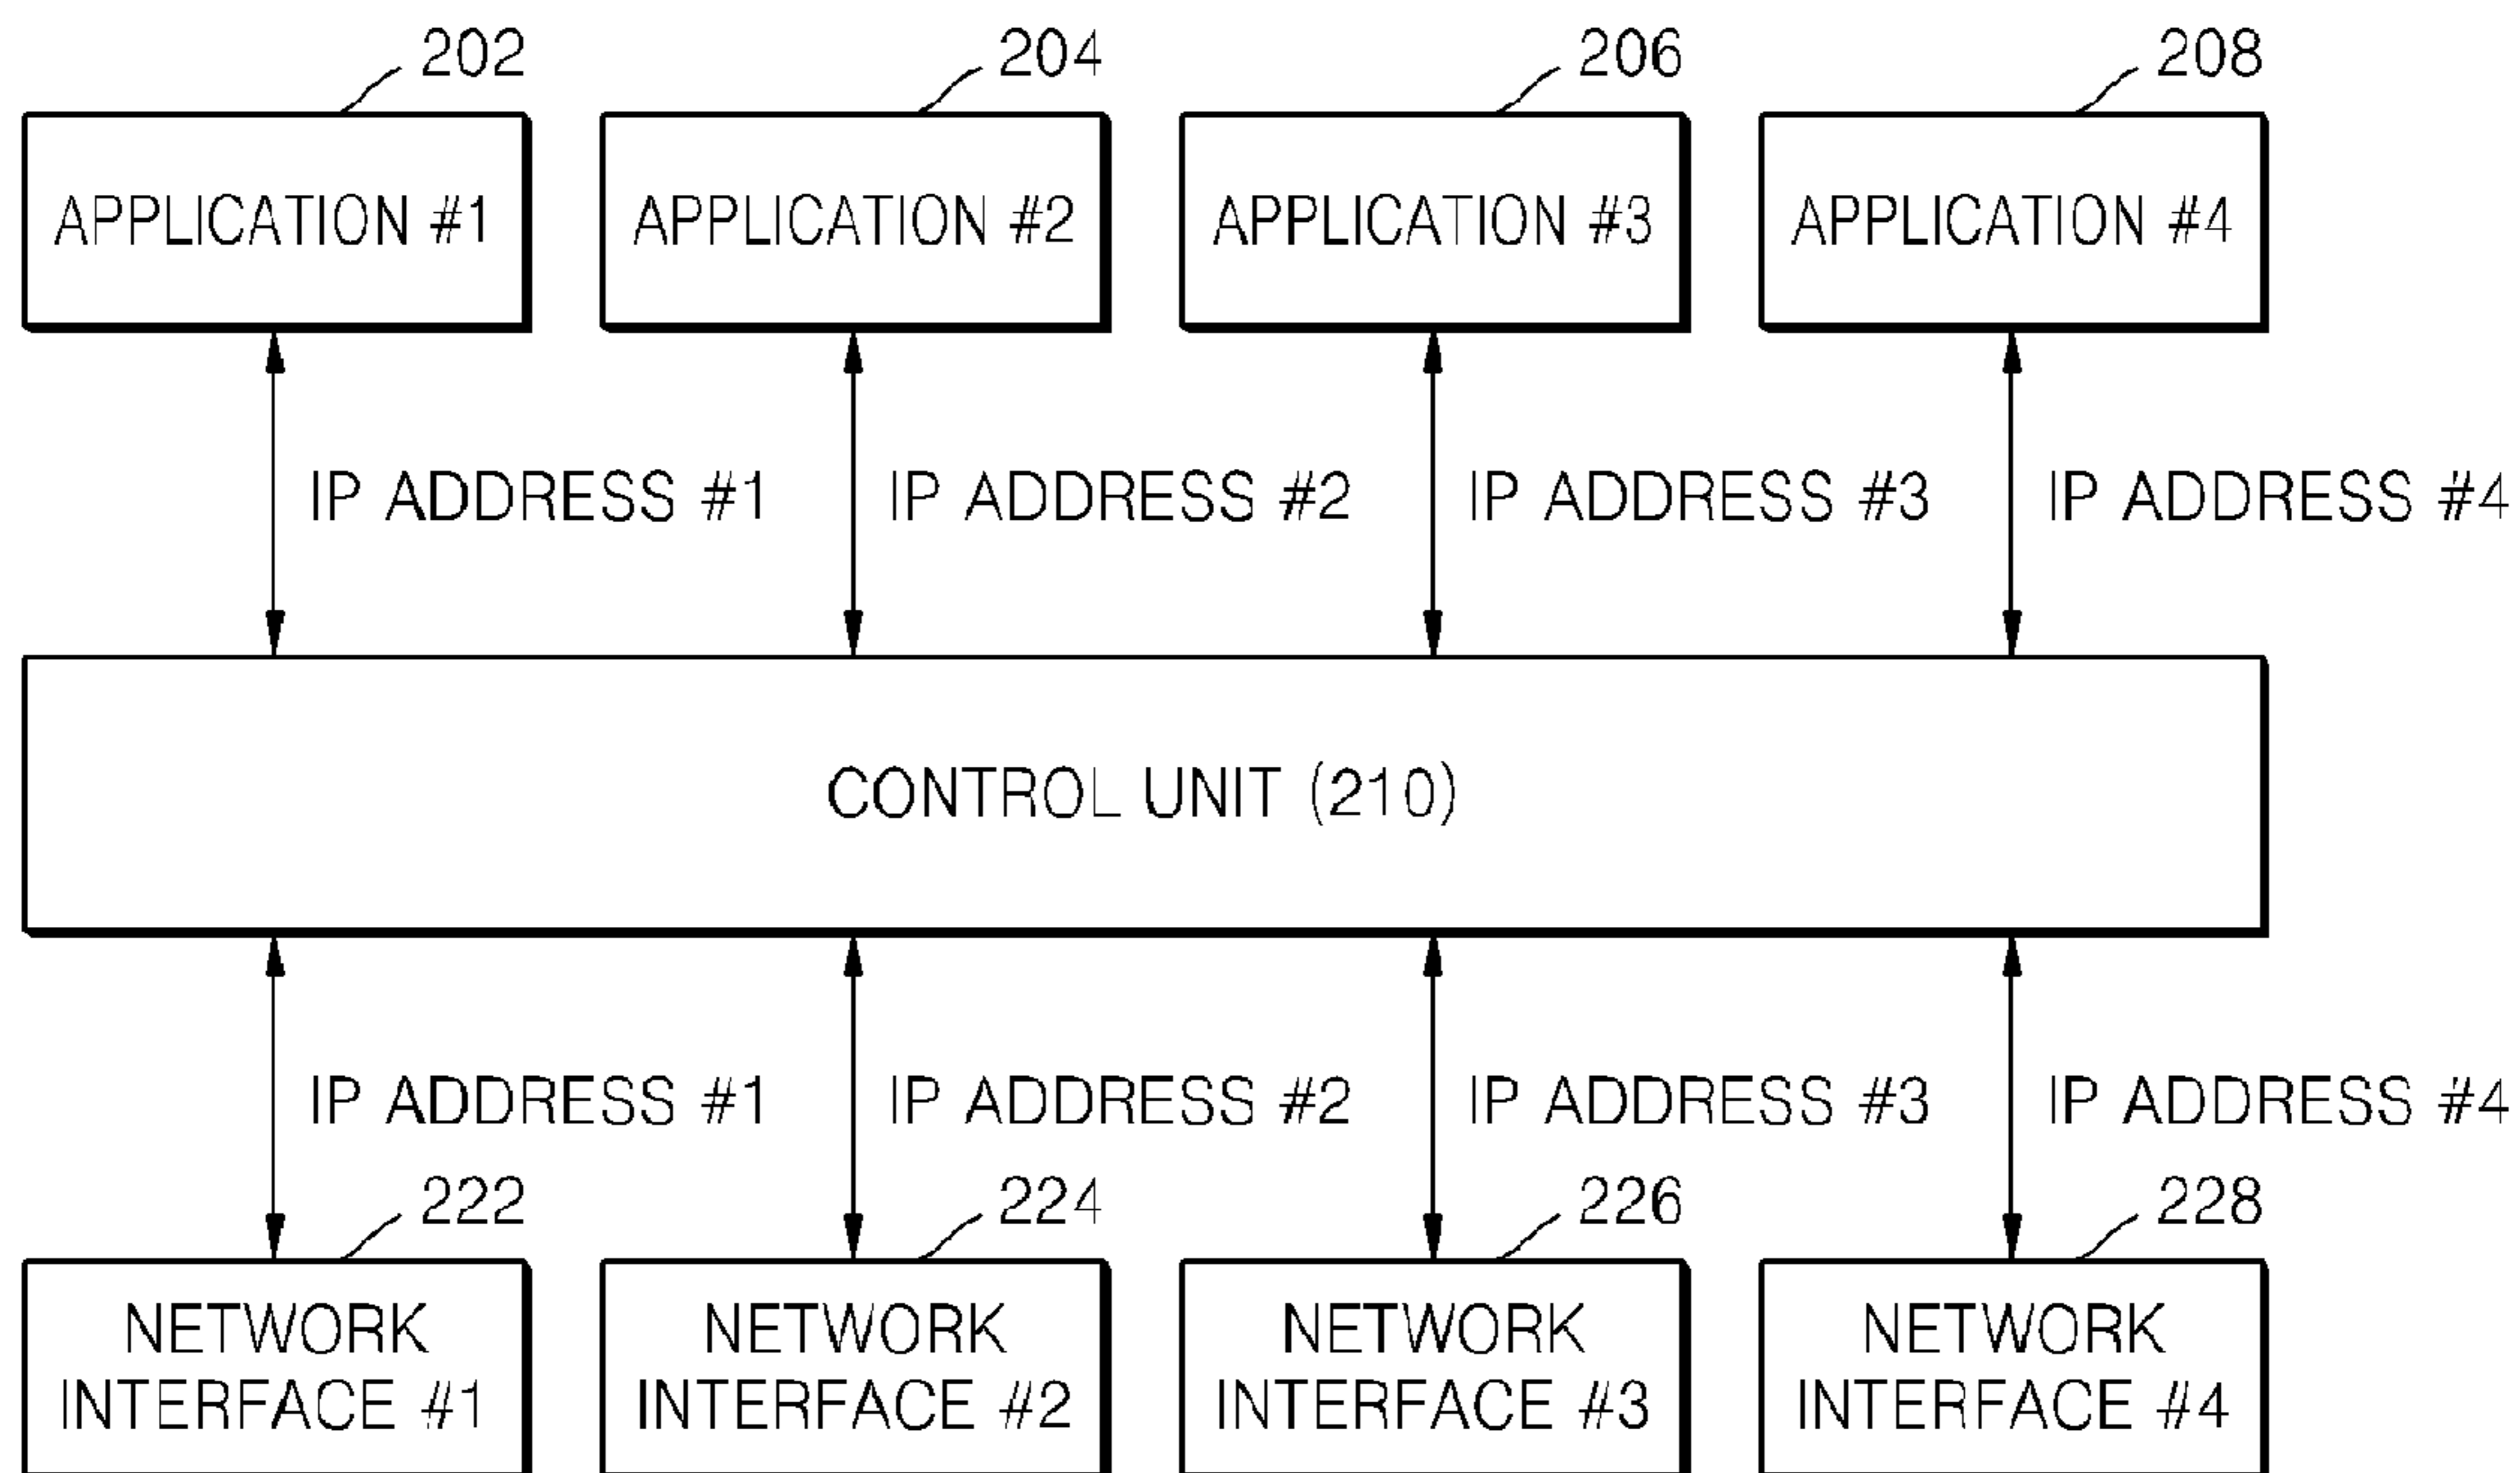 202 204 206 208
APPLICATION #1 APPLICATION #2 APPLICATION #3 APPLICATION #4
IP ADDRESS #1 IP ADDRESS #2 IP ADDRESS #3 IP ADDRESS #4
CONTROL UNIT (210)
IP ADDRESS #1 IP ADDRESS #2 IP ADDRESS #3 IP ADDRESS #4
222 224 226 228
NETWORK NETWORK NETWORK NETWORK
INTERFACE #1 INTERFACE #2 INTERFACE #3 INTERFACE #4